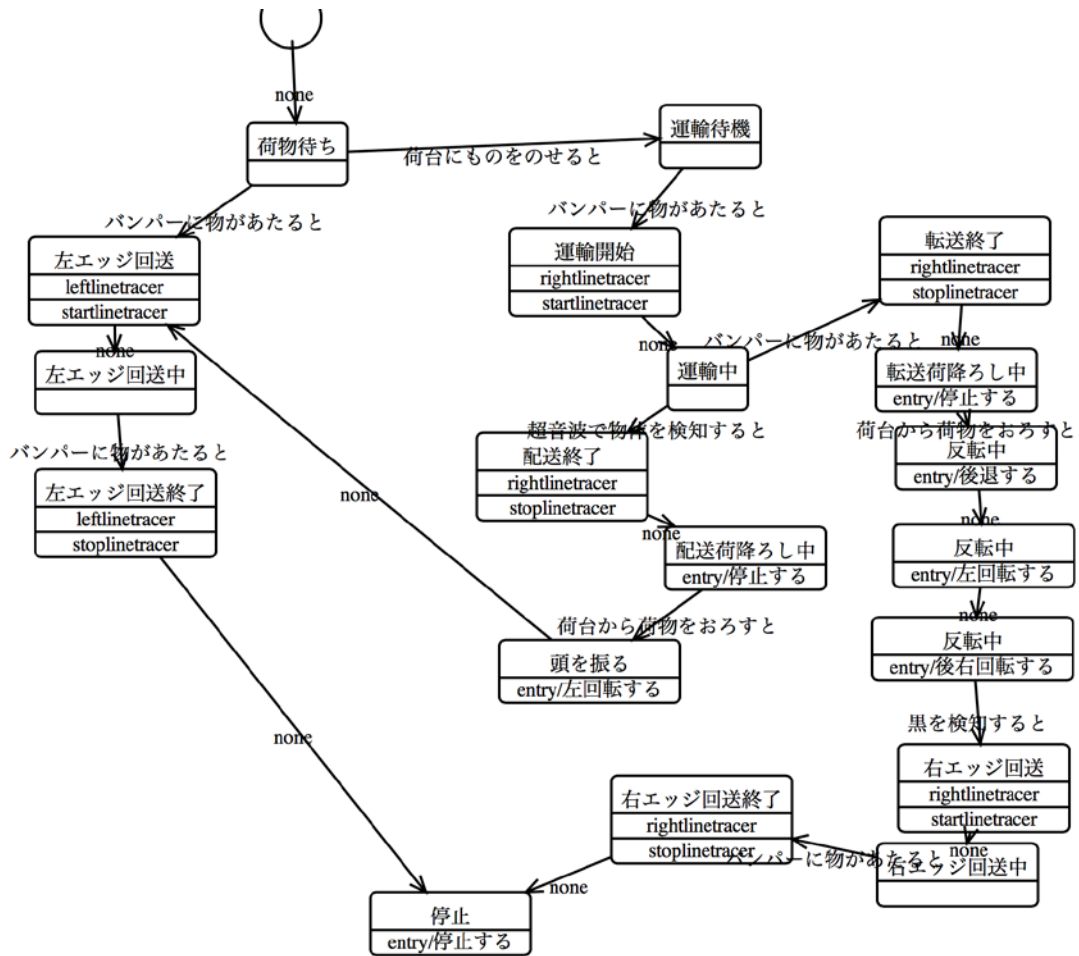 none
荷物待ち
運輸待機
荷台にものをのせると
バンパーに物があたると
バンパーに物があたると
左エッジ回送
leftlinetracer
startlinetracer
運輸開始
rightlinetracer
startlinetracer
転送終了
rightlinetracer
stoplinetracer
none
none
バンパーに物があたると
none
左エッジ回送中
運輸中
転送荷降ろし中
entry/停止する
バンパーに物があたると
超音波で物体を検知すると
荷台から荷物をおろすと
左エッジ回送終了
leftlinetracer
stoplinetracer
配送終了
rightlinetracer
stoplinetracer
反転中
entry/後退する
none
none
none
配送荷降ろし中
entry/停止する
反転中
entry/左回転する
none
荷台から荷物をおろすと
頭を振る
entry/左回転する
反転中
entry/後右回転する
none
黒を検知すると
右エッジ回送
rightlinetracer
startlinetracer
右エッジ回送終了
rightlinetracer
stoplinetracer
none
バンパーに物があたると
右エッジ回送中
none
停止
entry/停止する